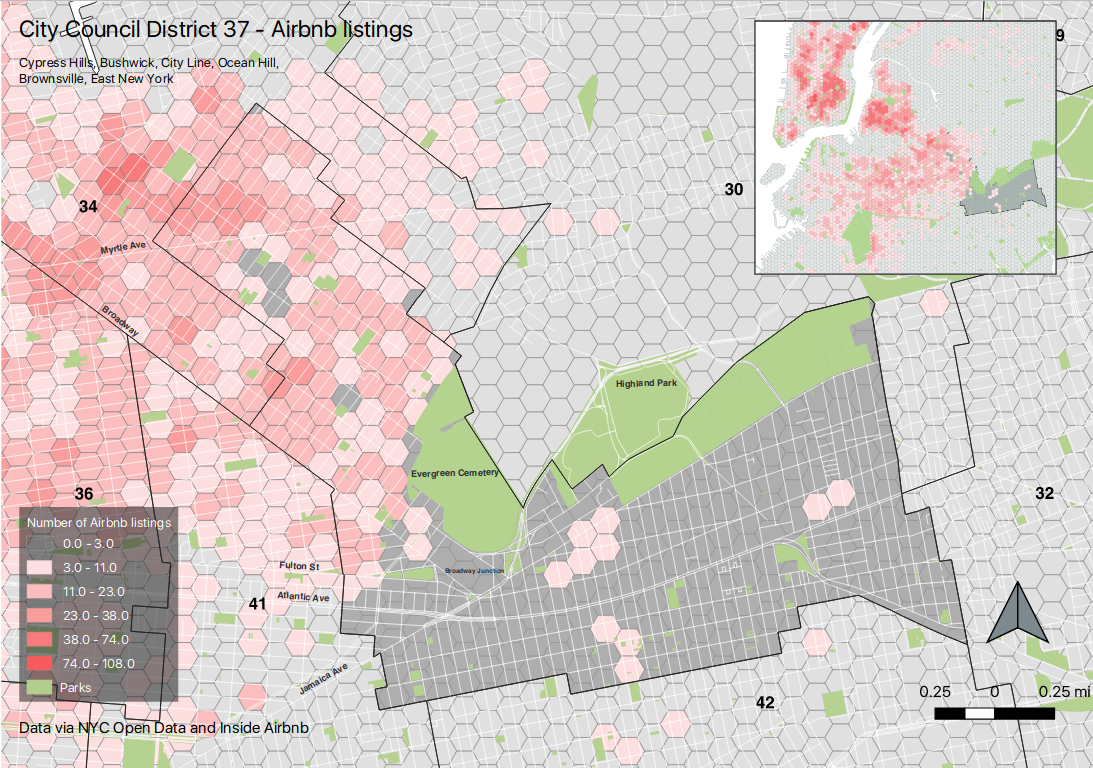 City Council District 37 - Airbnb listings
Cypress Hills, Bushwick, City Line, Ocean Hill,
Brownsville, East New York
9
30
34
Myrtle Ave
Broadway
Highland Park
Evergreen Cemetery
36
32
Number of Airbnb listings
0.0 - 3.0
3.0 - 11.0
11.0 - 23.0
23.0 - 38.0
38.0 - 74.0
74.0 - 108.0
Parks
Broadway Junction
Fulton St
Atlantic Ave
41
Jamaica Ave
42
0.25 0 0.25 mi
Data via NYC Open Data and Inside Airbnb